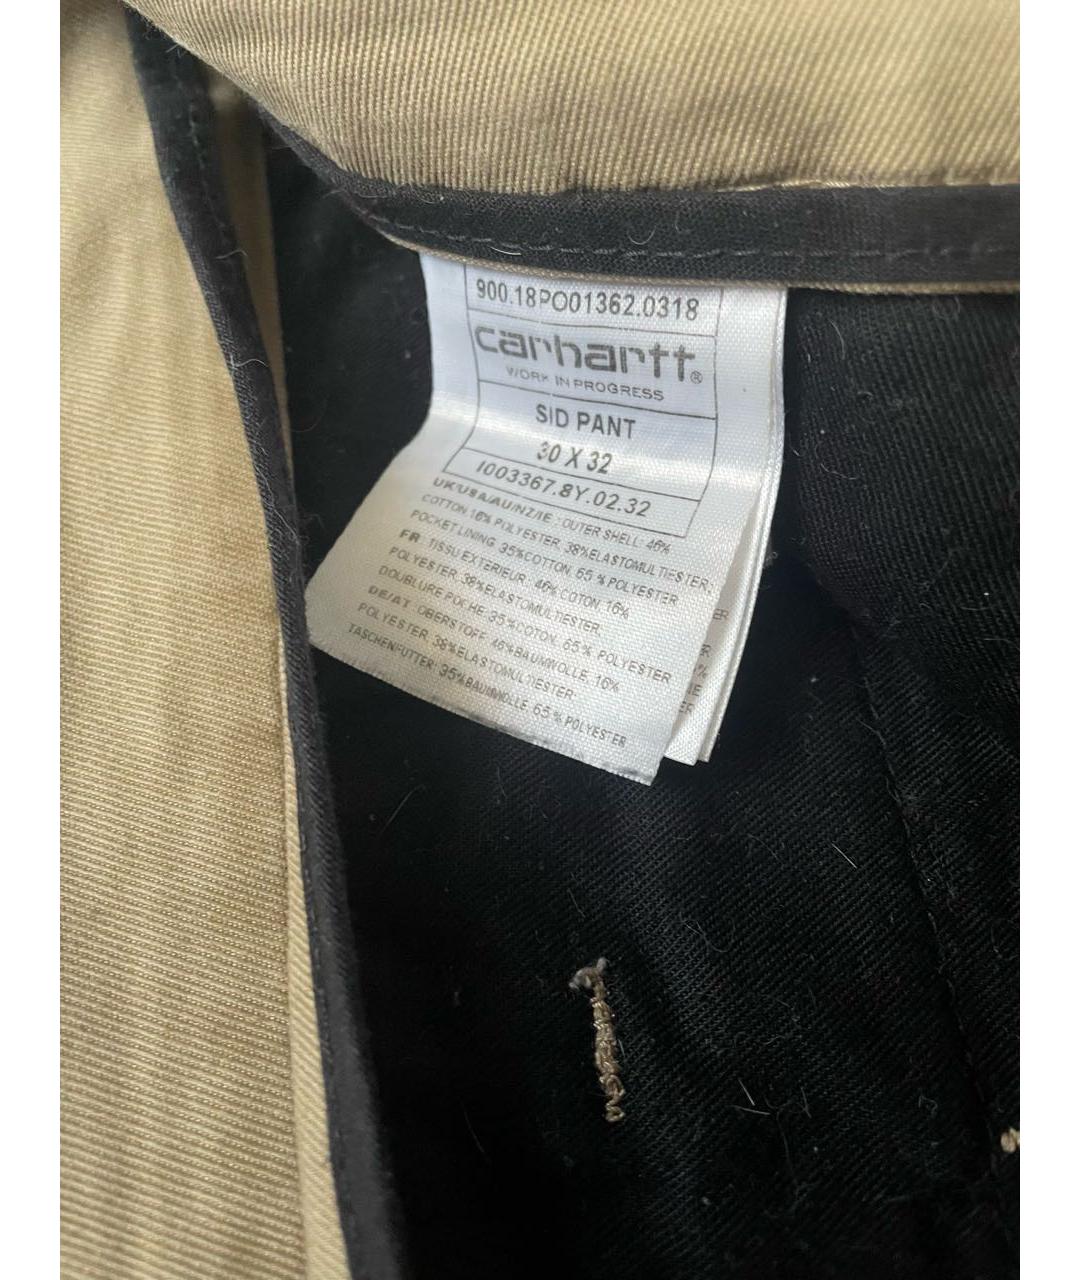 900.18PO01362.0318
carhartt®
WORK IN PROGRESS
SID PANT
30 X 32
I003367.8Y.02.32
UK/USA/AU/NZ/IE : OUTER SHELL: 46%
COTTON 16% POLYESTER 38%ELASTOMULTIESTER;
POCKET LINING 35%COTON. 65 % POLYESTER
FR: TISSU EXTERIEUR: 46% COTON. 16%
POLYESTER. 38%ELASTOMULTIESTER.
DOUBLURE POCHE: 35%COTON. 65% POLYESTER
DE/AT. OBERSTOFF: 46%BAUMWOLLE. 16%
POLYESTER. 38%ELASTOMULTIESTER:
TASCHENFUTTER: 35%BAUMWOLLE. 65 % POLYESTER